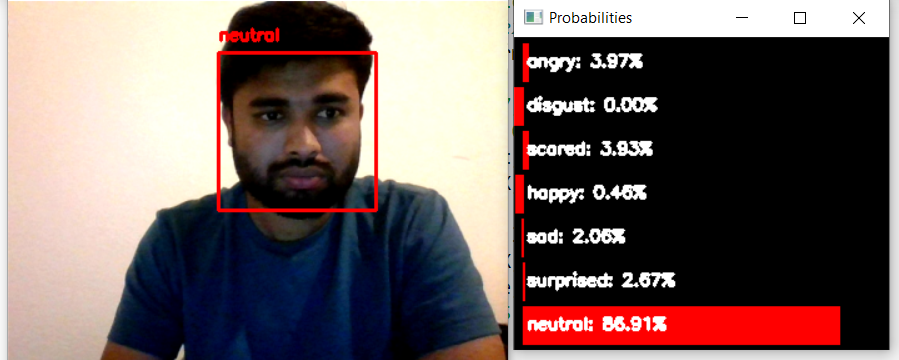 neutral
Probabilities
angry: 3.97%
disgust: 0.00%
scared: 3.93%
happy: 0.46%
sad: 2.06%
surprised: 2.67%
neutral: 86.91%